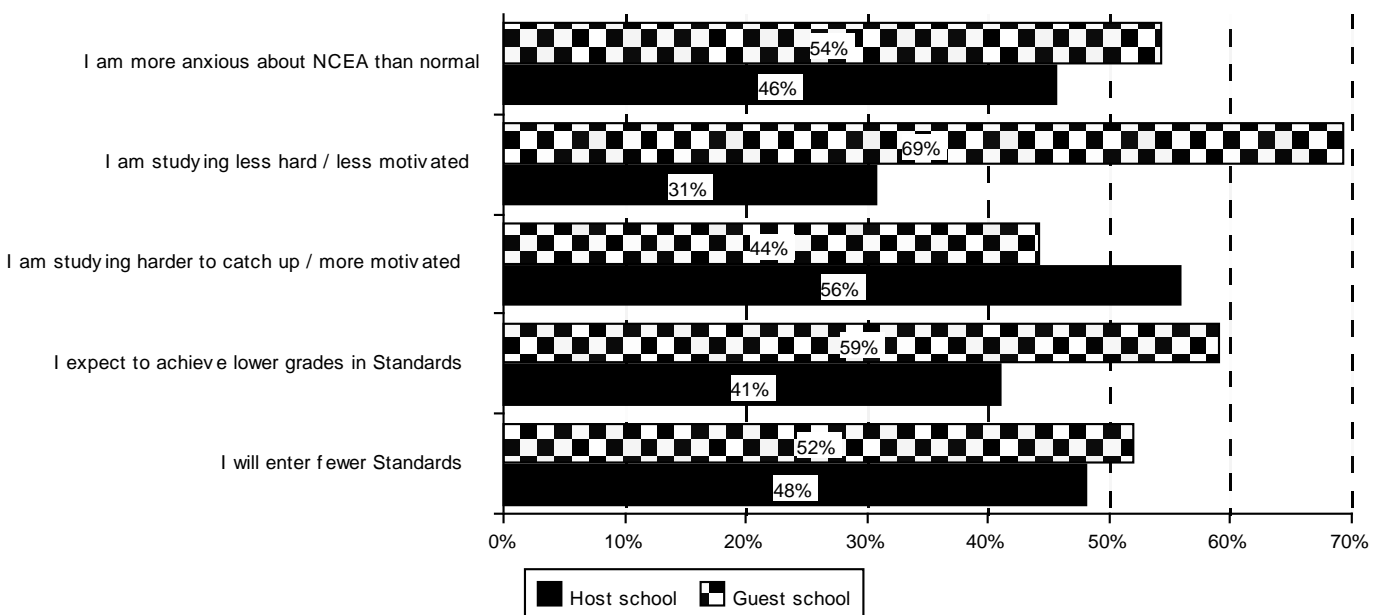 I am more anxious about NCEA than normal
54%
46%
I am studying less hard / less motivated
69%
31%
I am studying harder to catch up / more motivated
44%
56%
I expect to achieve lower grades in Standards
59%
41%
I will enter fewer Standards
52%
48%
0% 10% 20% 30% 40% 50% 60% 70%
Host school Guest school